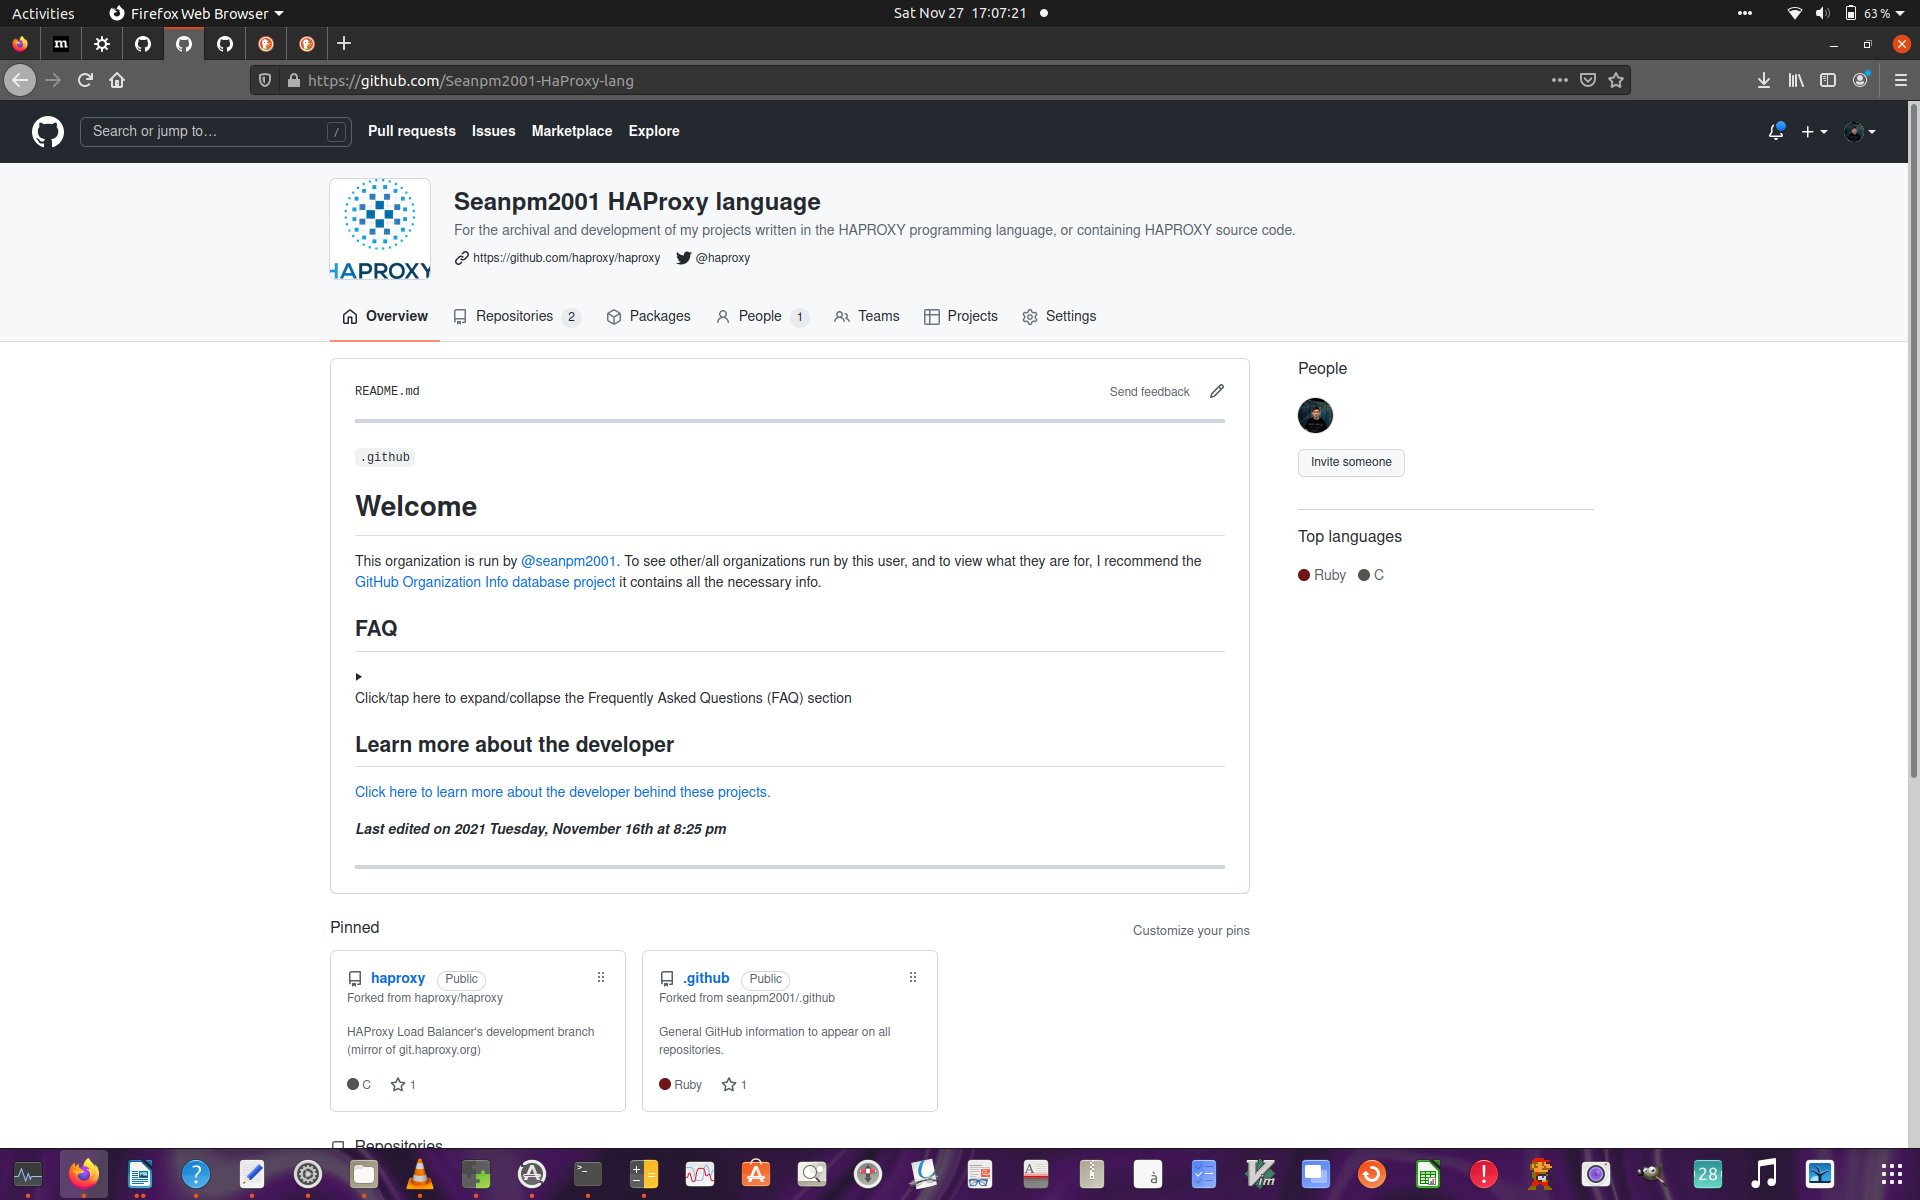 Activities
Firefox Web Browser
Sat Nov 27 17:07:21
63 %
m
https://github.com/Seanpm2001-HaProxy-lang
Search or jump to…
/
Pull requests
Issues
Marketplace
Explore
HAPROXY
Seanpm2001 HAProxy language
For the archival and development of my projects written in the HAPROXY programming language, or containing HAPROXY source code.
https://github.com/haproxy/haproxy
@haproxy
Overview
Repositories 2
Packages
People 1
Teams
Projects
Settings
README.md
Send feedback
.github
Welcome
This organization is run by @seanpm2001. To see other/all organizations run by this user, and to view what they are for, I recommend the
GitHub Organization Info database project it contains all the necessary info.
FAQ
Click/tap here to expand/collapse the Frequently Asked Questions (FAQ) section
Learn more about the developer
Click here to learn more about the developer behind these projects.
Last edited on 2021 Tuesday, November 16th at 8:25 pm
People
Invite someone
Top languages
Ruby
C
Pinned
Customize your pins
haproxy Public
Forked from haproxy/haproxy
HAProxy Load Balancer's development branch
(mirror of git.haproxy.org)
C
1
.github Public
Forked from seanpm2001/.github
General GitHub information to appear on all
repositories.
Ruby
1
Repositories
28